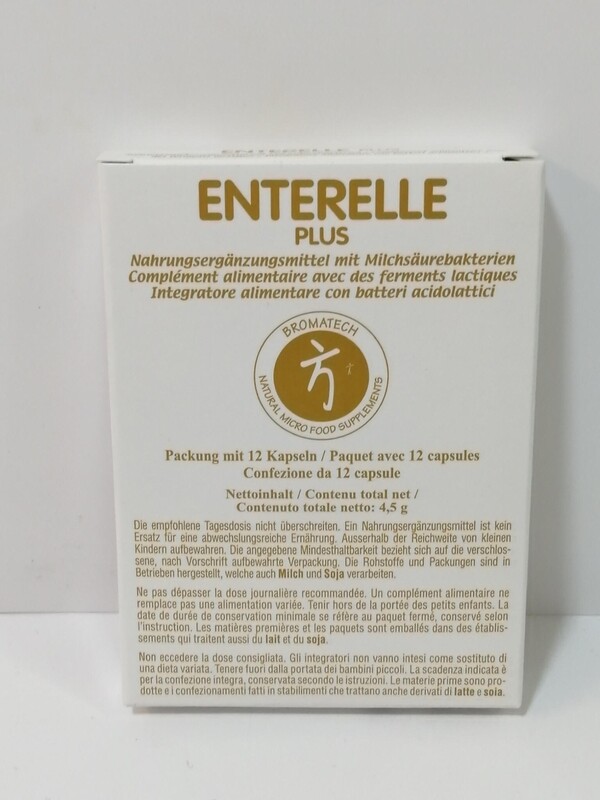 ENTERELLE PLUS
ENTERELLE
PLUS
Nahrungsergänzungsmittel mit Milchsäurebakterien
Complément alimentaire avec des ferments lactiques
Integratore alimentare con batteri acidolattici
BROMATECH
方
NATURAL MICRO FOOD SUPPLEMENTS
Packung mit 12 Kapseln / Paquet avec 12 capsules
Confezione da 12 capsule
Nettoinhalt / Contenu total net /
Contenuto totale netto: 4,5 g
Die empfohlene Tagesdosis nicht überschreiten. Ein Nahrungsergänzungsmittel ist kein
Ersatz für eine abwechslungsreiche Ernährung. Ausserhalb der Reichweite von kleinen
Kindern aufbewahren. Die angegebene Mindesthaltbarkeit bezieht sich auf die verschlos-
sene, nach Vorschrift aufbewahrte Verpackung. Die Rohstoffe und Packungen sind in
Betrieben hergestellt, welche auch Milch und Soja verarbeiten.
Ne pas dépasser la dose journalière recommandée. Un complément alimentaire ne
remplace pas une alimentation variée. Tenir hors de la portée des petits enfants. La
date de durée de conservation minimale se réfère au paquet fermé, conservé selon
l'instruction. Les matières premières et les paquets sont emballés dans des établis-
sements qui traitent aussi du lait et du soja.
Non eccedere la dose consigliata. Gli integratori non vanno intesi come sostituto di
una dieta variata. Tenere fuori dalla portata dei bambini piccoli. La scadenza indicata è
per la confezione integra, conservata secondo le istruzioni. Le materie prime sono pro-
dotte e i confezionamenti fatti in stabilimenti che trattano anche derivati di latte e soia.